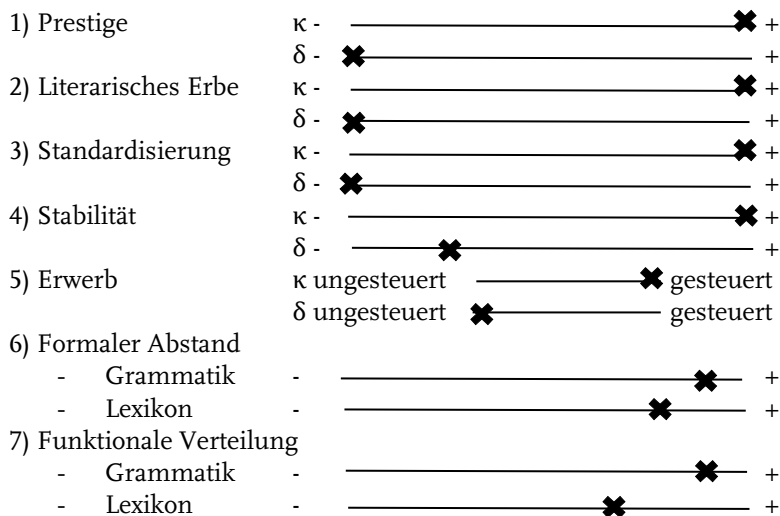 1) Prestige κ - +
δ - +
2) Literarisches Erbe κ - +
δ - +
3) Standardisierung κ - +
δ - +
4) Stabilität κ - +
δ - +
5) Erwerb κ ungesteuert gesteuert
δ ungesteuert gesteuert
6) Formaler Abstand
- Grammatik - +
- Lexikon - +
7) Funktionale Verteilung
- Grammatik - +
- Lexikon - +